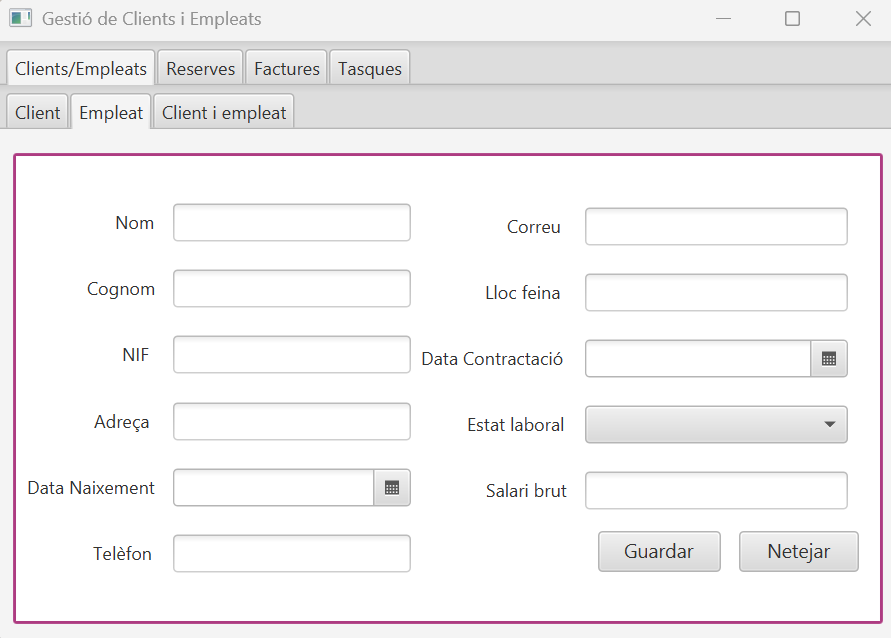 Gestió de Clients i Empleats
Clients/Empleats Reserves Factures Tasques
Client Empleat Client i empleat
Nom
Correu
Cognom
Lloc feina
NIF
Data Contractació
Adreça
Estat laboral
Data Naixement
Salari brut
Telèfon
Guardar Netejar